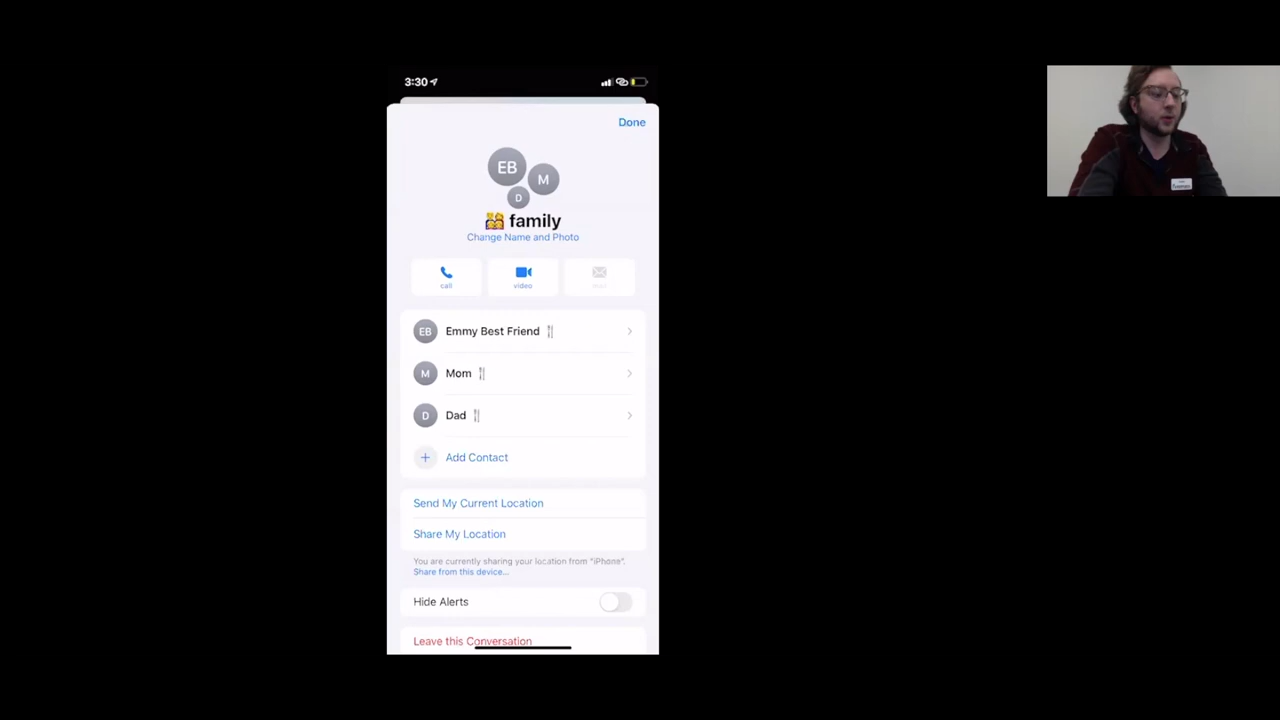 3:30
Done
EB
M
D
family
Change Name and Photo
call
video
mail
EB
Emmy Best Friend
M
Mom
D
Dad
+
Add Contact
Send My Current Location
Share My Location
You are currently sharing your location from "iPhone".
Share from this device...
Hide Alerts
Leave this Conversation